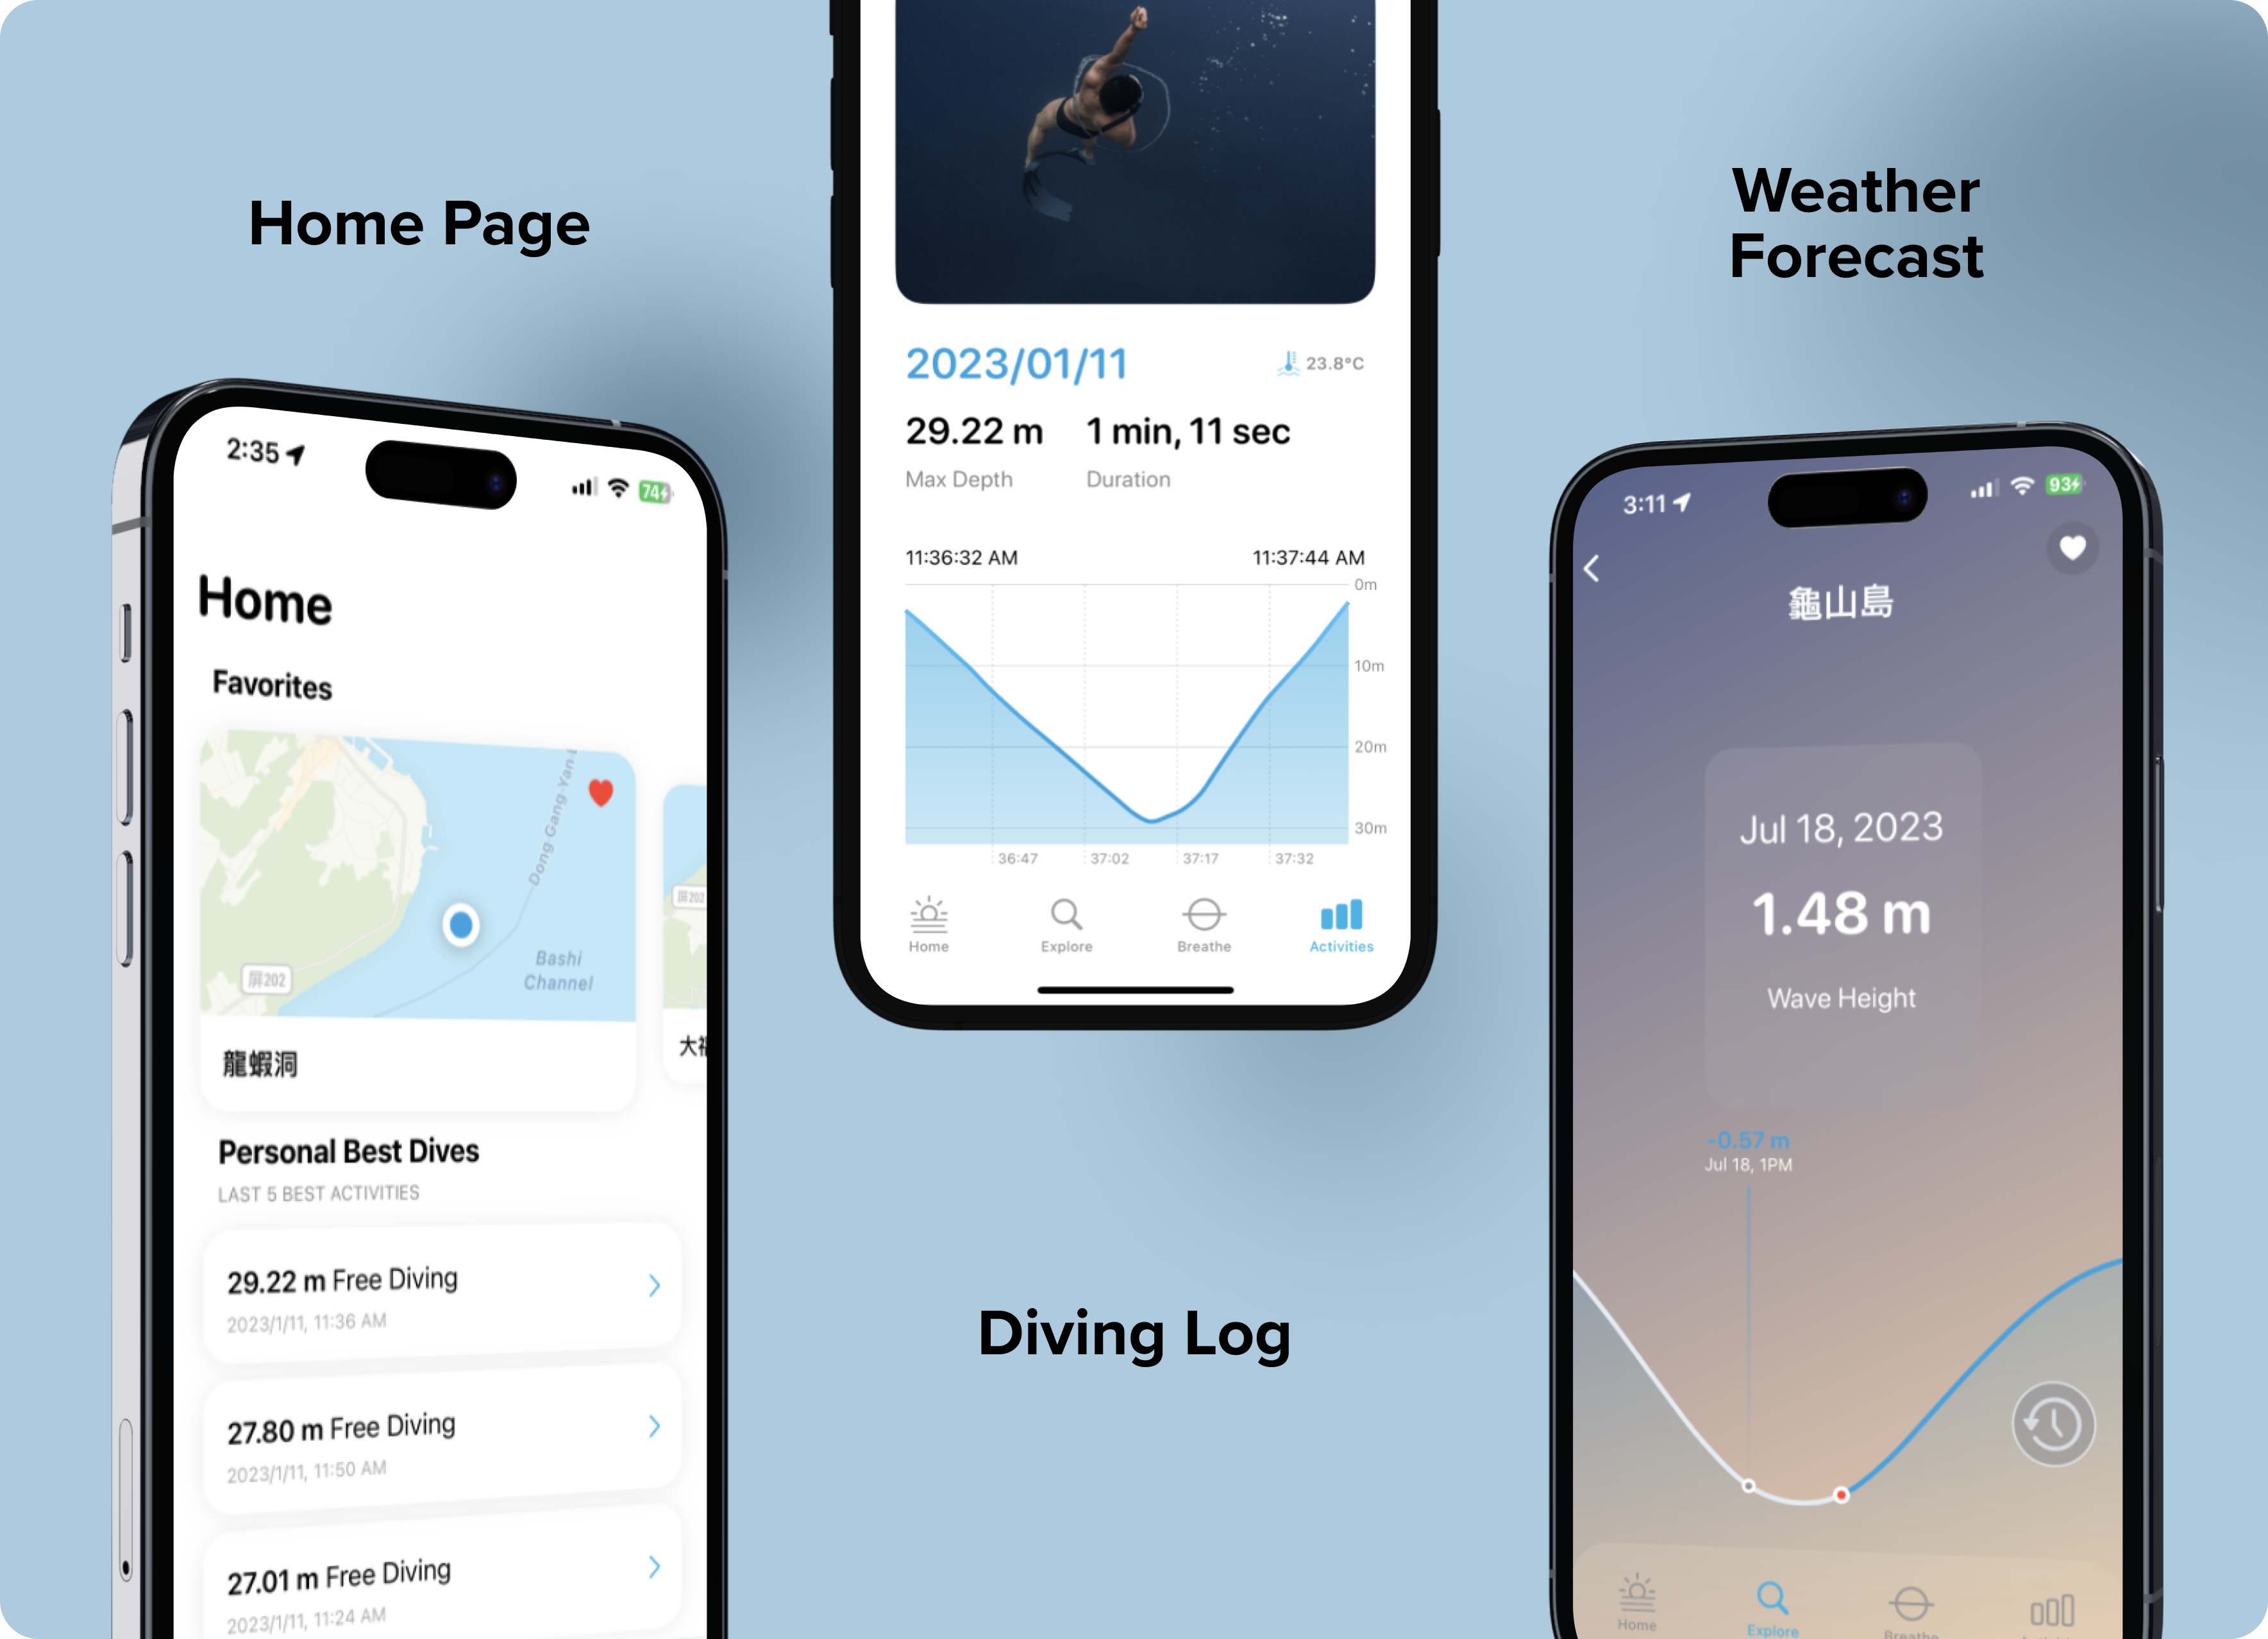 Home Page
2:35
74
Home
Favorites
Dong-Gang-Yan-
Bashi
Channel
屏202
屏202
龍蝦洞
大福
Personal Best Dives
LAST 5 BEST ACTIVITIES
29.22 m Free Diving
2023/1/11, 11:36 AM
27.80 m Free Diving
2023/1/11, 11:50 AM
27.01 m Free Diving
2023/1/11, 11:24 AM
2023/01/11
23.8°C
29.22 m 1 min, 11 sec
Max Depth Duration
11:36:32 AM 11:37:44 AM
0m
10m
20m
30m
36:47 37:02 37:17 37:32
Home Explore Breathe Activities
Diving Log
Weather
Forecast
3:11
93
龜山島
Jul 18, 2023
1.48 m
Wave Height
-0.57 m
Jul 18, 1PM
Home Explore Breathe